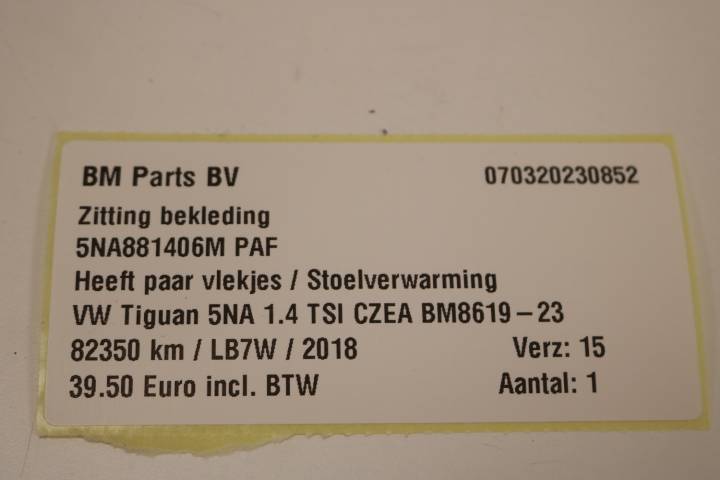 BM Parts BV 070320230852
Zitting bekleding
5NA881406M PAF
Heeft paar vlekjes / Stoelverwarming
VW Tiguan 5NA 1.4 TSI CZEA BM8619-23
82350 km / LB7W / 2018 Verz: 15
39.50 Euro incl. BTW Aantal: 1